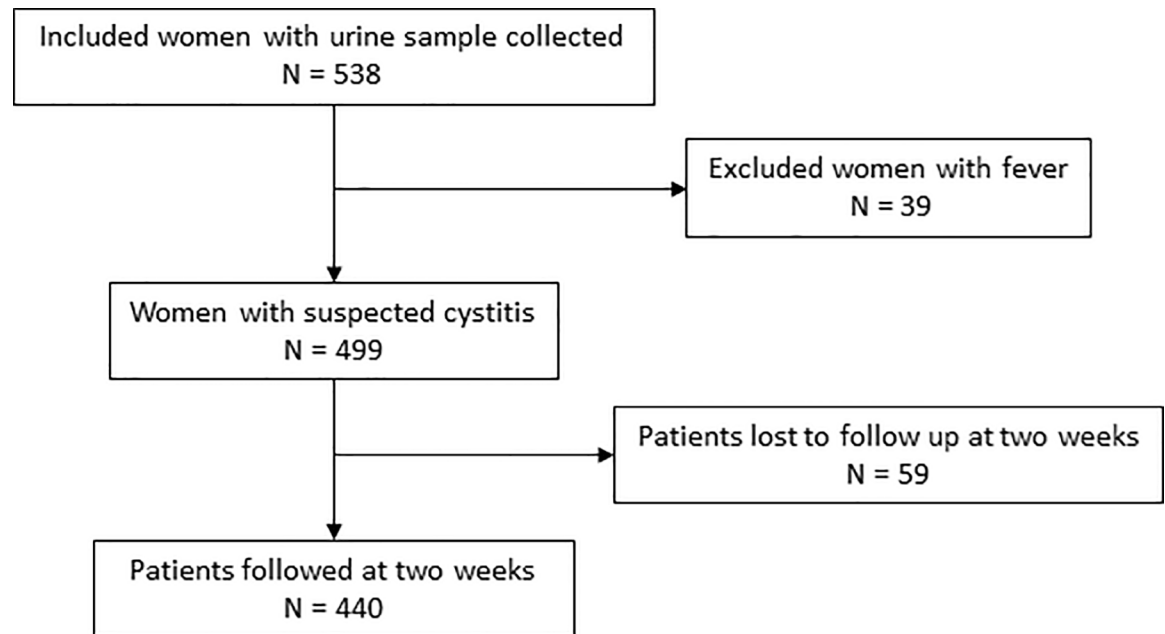 Included women with urine sample collected
N = 538
Excluded women with fever
N = 39
Women with suspected cystitis
N = 499
Patients lost to follow up at two weeks
N = 59
Patients followed at two weeks
N = 440